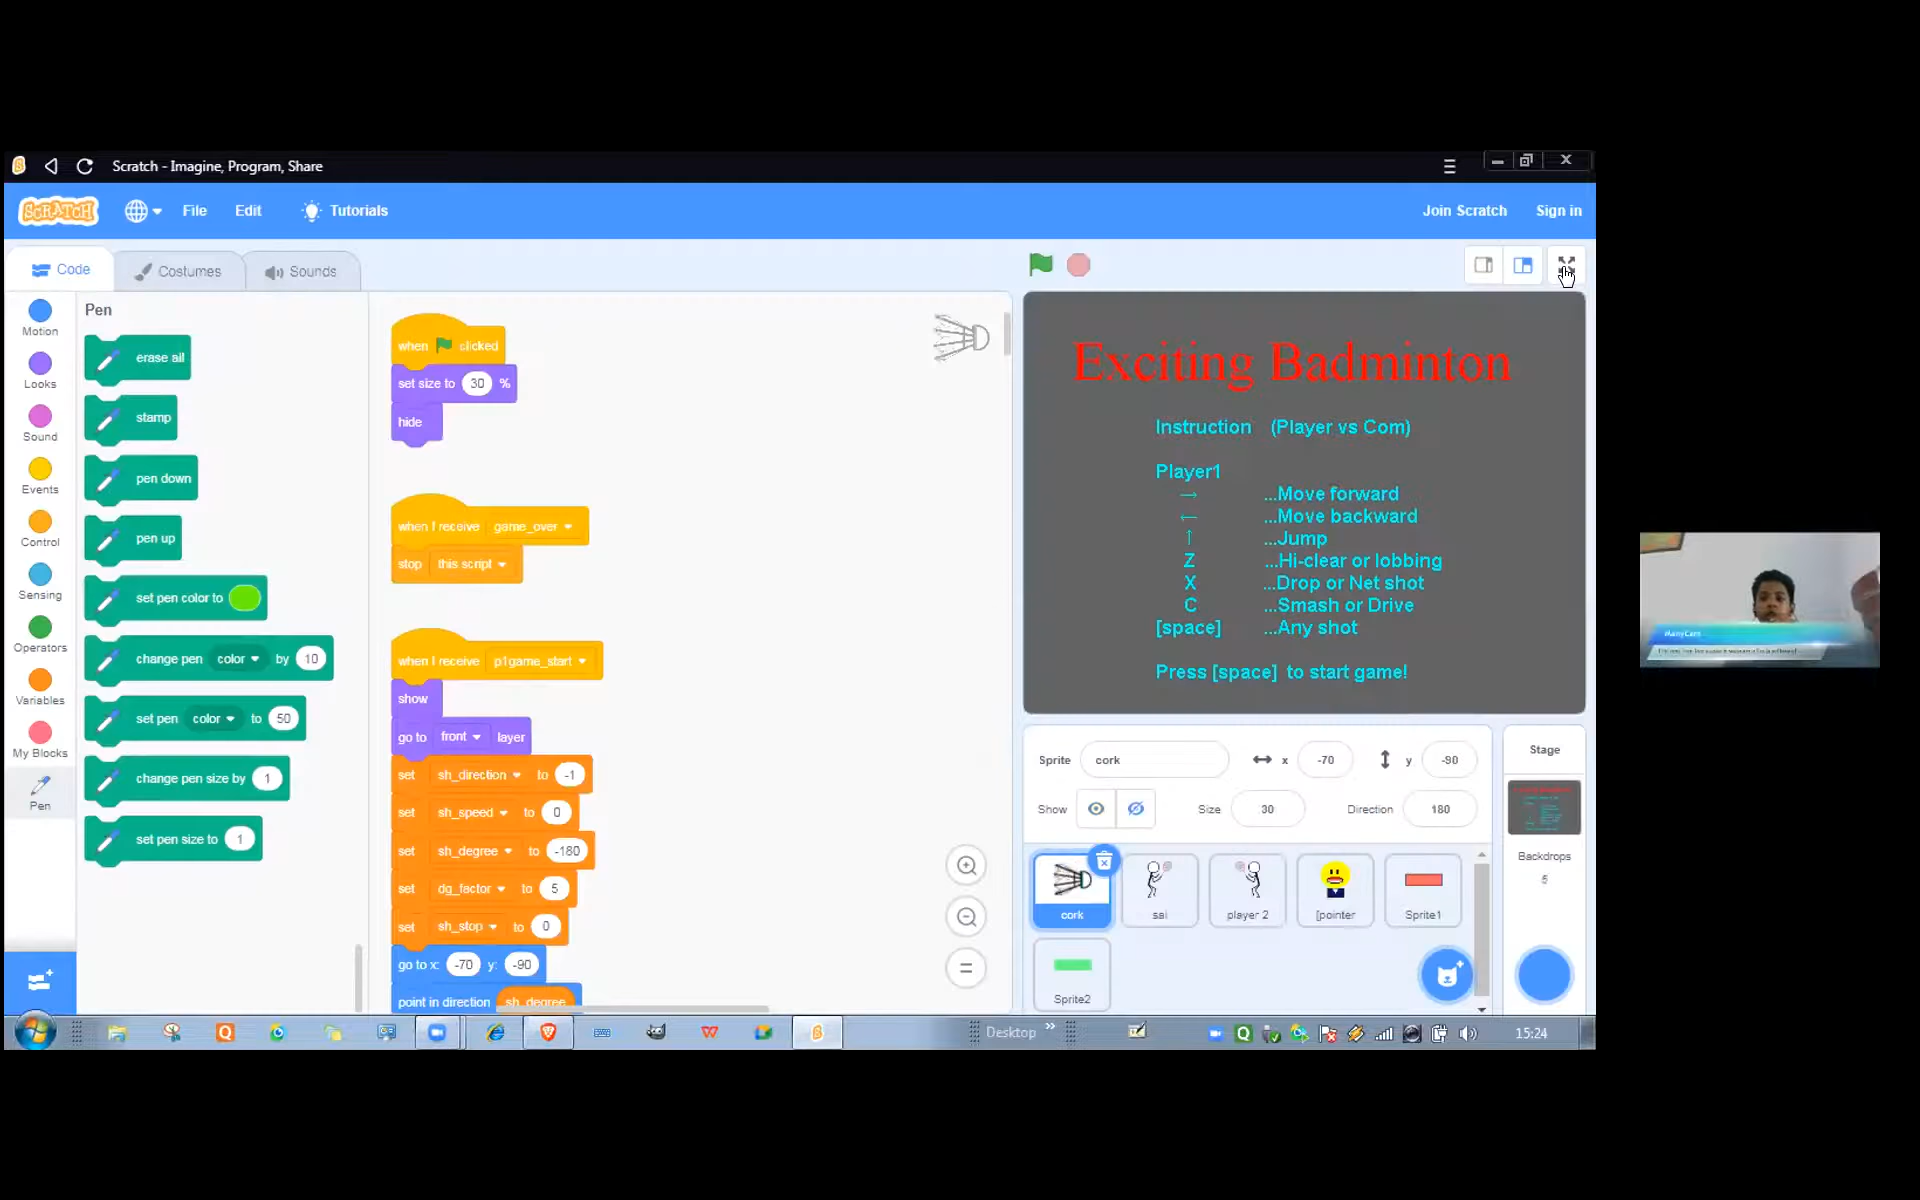 Scratch - Imagine, Program, Share
SCRATCH
File
Edit
Tutorials
Join Scratch
Sign in
Code
Costumes
Sounds
Motion
Looks
Sound
Events
Control
Sensing
Operators
Variables
My Blocks
Pen
Pen
erase all
stamp
pen down
pen up
set pen color to
change pen color by 10
set pen color to 50
change pen size by 1
set pen size to 1
when clicked
set size to 30 %
hide
when I receive game_over
stop this script
when I receive p1game_start
show
go to front layer
set sh_direction to -1
set sh_speed to 0
set sh_degree to -180
set dg_factor to 5
set sh_stop to 0
go to x: -70 y: -90
point in direction sh_degree
Exciting Badminton
Instruction (Player vs Com)
Player1
→ ...Move forward
← ...Move backward
↑ ...Jump
Z ...Hi-clear or lobbing
X ...Drop or Net shot
C ...Smash or Drive
[space] ...Any shot
Press [space] to start game!
Sprite cork x -70 y -90
Show Size 30 Direction 180
cork
sai
player 2
[pointer
Sprite1
Sprite2
Stage
Backdrops
5
Desktop
15:24
ManyCam